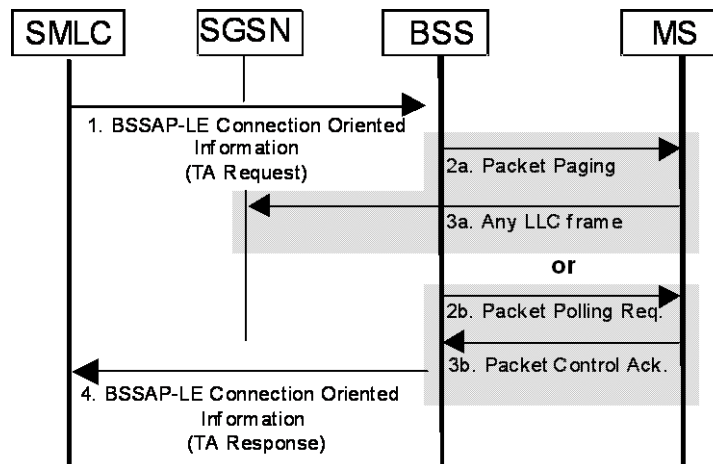 SMLC
SGSN
BSS
MS
1. BSSAP-LE Connection Oriented
Information
(TA Request)
2a. Packet Paging
3a. Any LLC frame
or
2b. Packet Polling Req.
3b. Packet Control Ack.
4. BSSAP-LE Connection Oriented
Information
(TA Response)